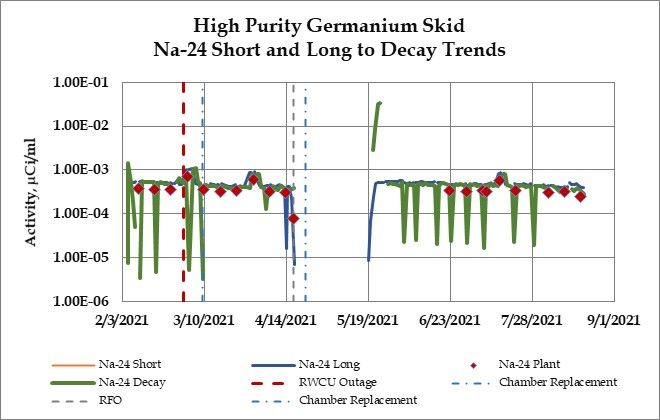 High Purity Germanium Skid
Na-24 Short and Long to Decay Trends
Activity, µCi/ml
1.00E-01
1.00E-02
1.00E-03
1.00E-04
1.00E-05
1.00E-06
2/3/2021 3/10/2021 4/14/2021 5/19/2021 6/23/2021 7/28/2021 9/1/2021
Na-24 Short Na-24 Long Na-24 Plant
Na-24 Decay RWCU Outage Chamber Replacement
RFO Chamber Replacement